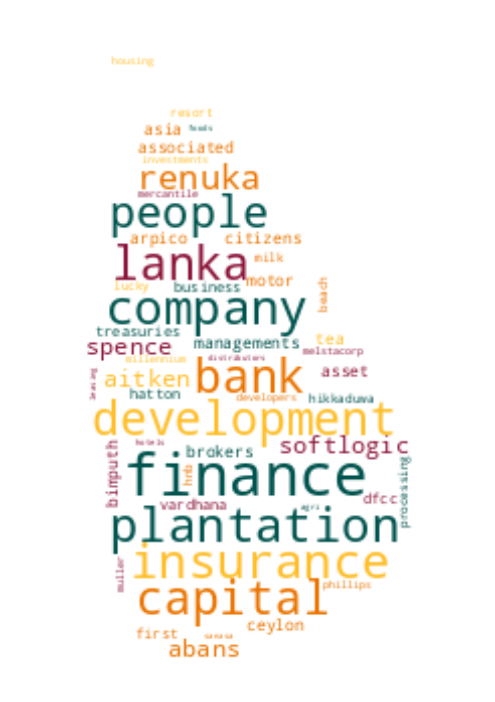 housing
resort
asia foods
associated
investments
renuka
mercantile
people
arpico citizens
lanka milk
motor
lucky business beach
company
treasuries
spence managements tea
millennium distributors melstacorp
aitken bank asset
leasing
hatton developers hikkaduwa
development
hotels softlogic
bimputh brokers
finance hnb processing
vardhana dfcc
agri
plantation
insurance
muller phillips
capital
ceylon
first sanasa
abans